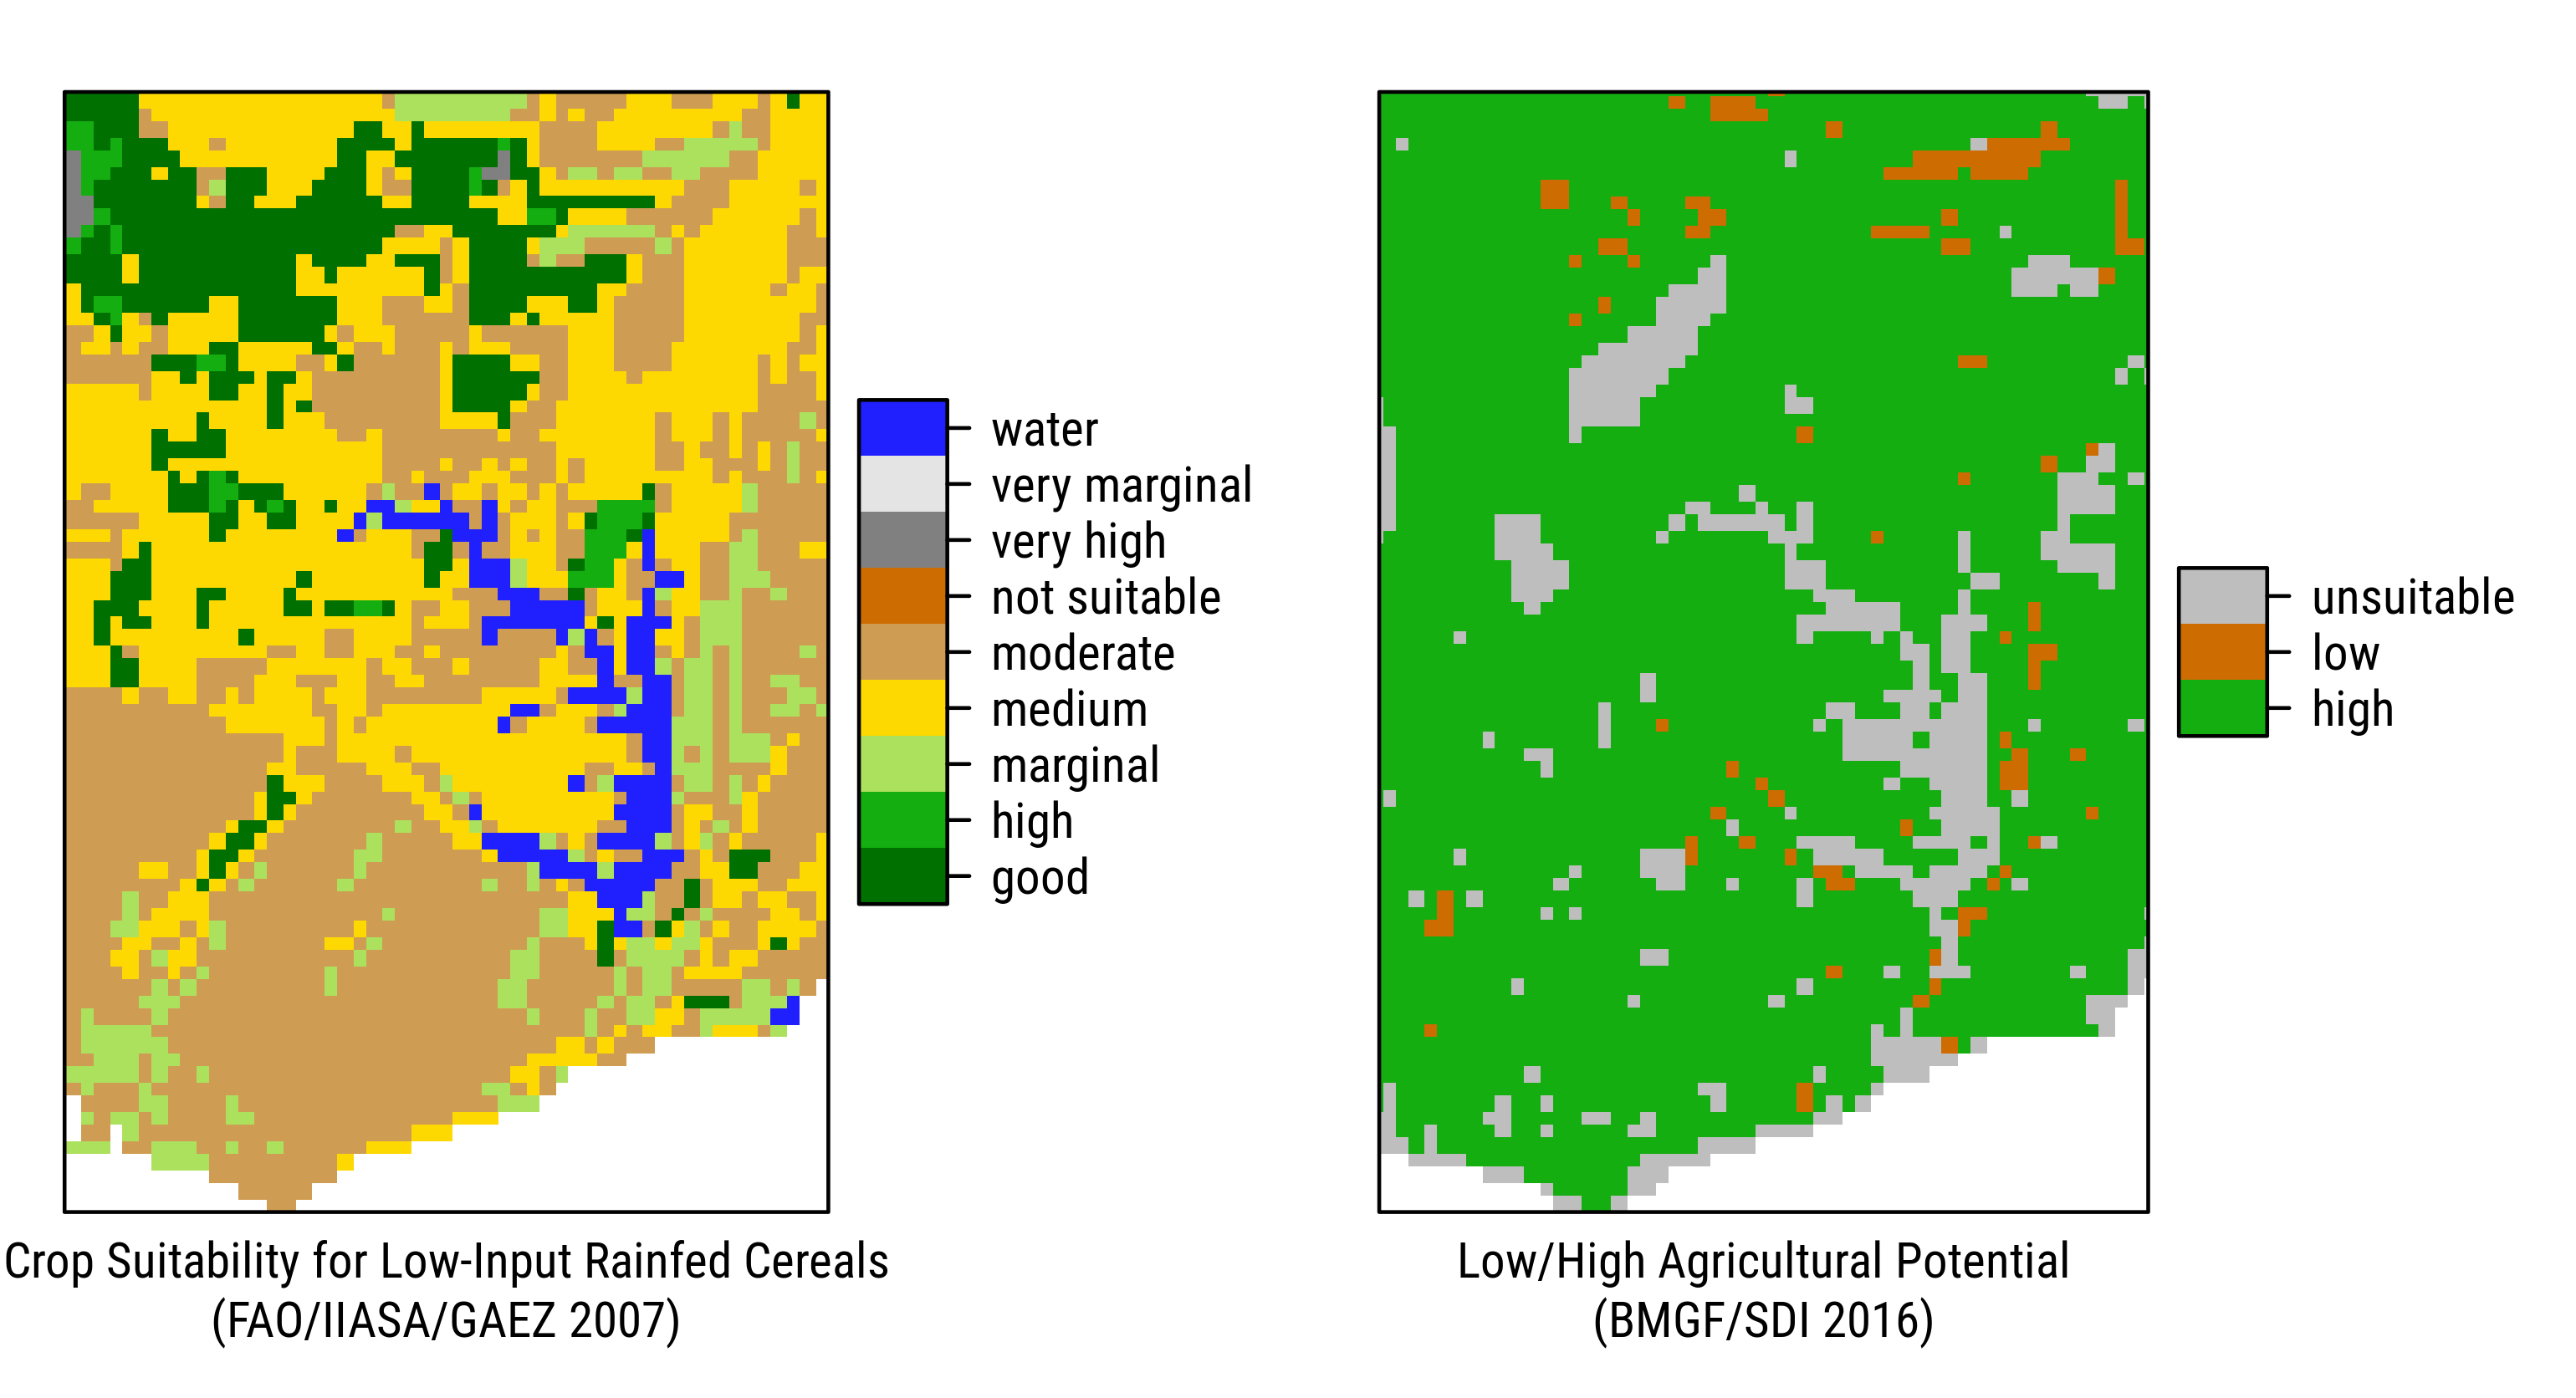 water
very marginal
very high
not suitable
moderate
medium
marginal
high
good
Crop Suitability for Low-Input Rainfed Cereals
(FAO/IIASA/GAEZ 2007)
unsuitable
low
high
Low/High Agricultural Potential
(BMGF/SDI 2016)